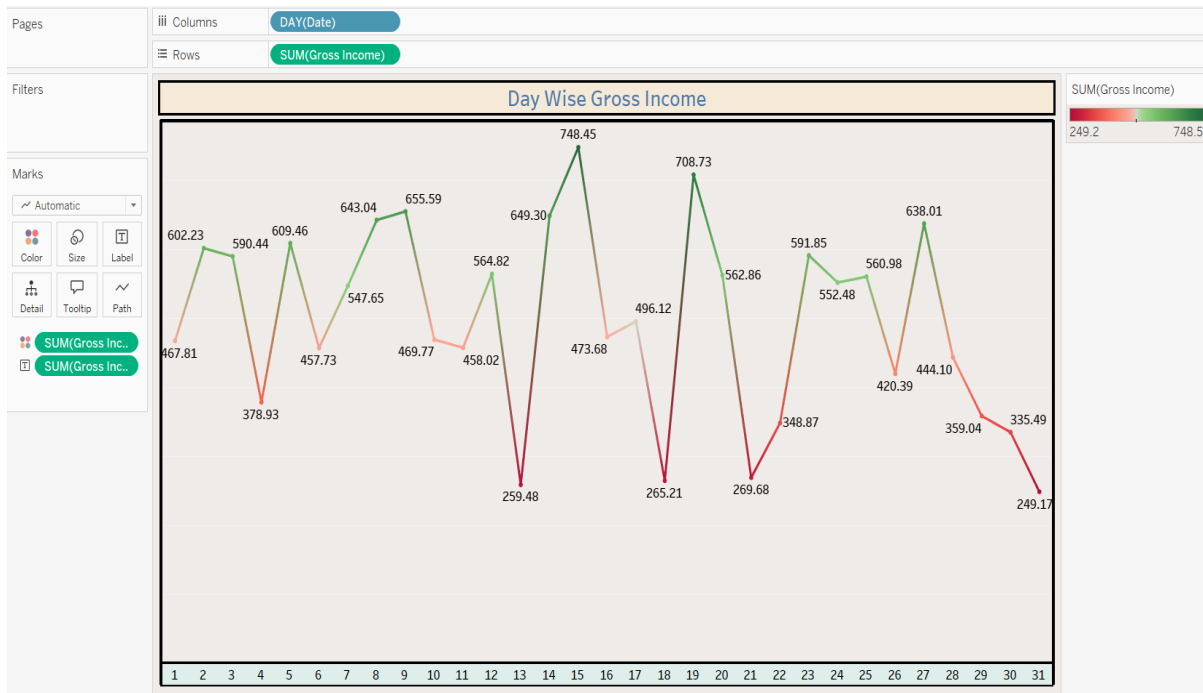 Pages
Columns
DAY(Date)
Rows
SUM(Gross Income)
Filters
Marks
Automatic
Color
Size
Label
Detail
Tooltip
Path
SUM(Gross Inc..
SUM(Gross Inc..
Day Wise Gross Income
467.81
602.23
590.44
378.93
609.46
457.73
547.65
643.04
655.59
469.77
458.02
564.82
259.48
649.30
748.45
473.68
496.12
265.21
708.73
562.86
269.68
348.87
591.85
552.48
560.98
420.39
638.01
444.10
359.04
335.49
249.17
1 2 3 4 5 6 7 8 9 10 11 12 13 14 15 16 17 18 19 20 21 22 23 24 25 26 27 28 29 30 31
SUM(Gross Income)
249.2 748.5